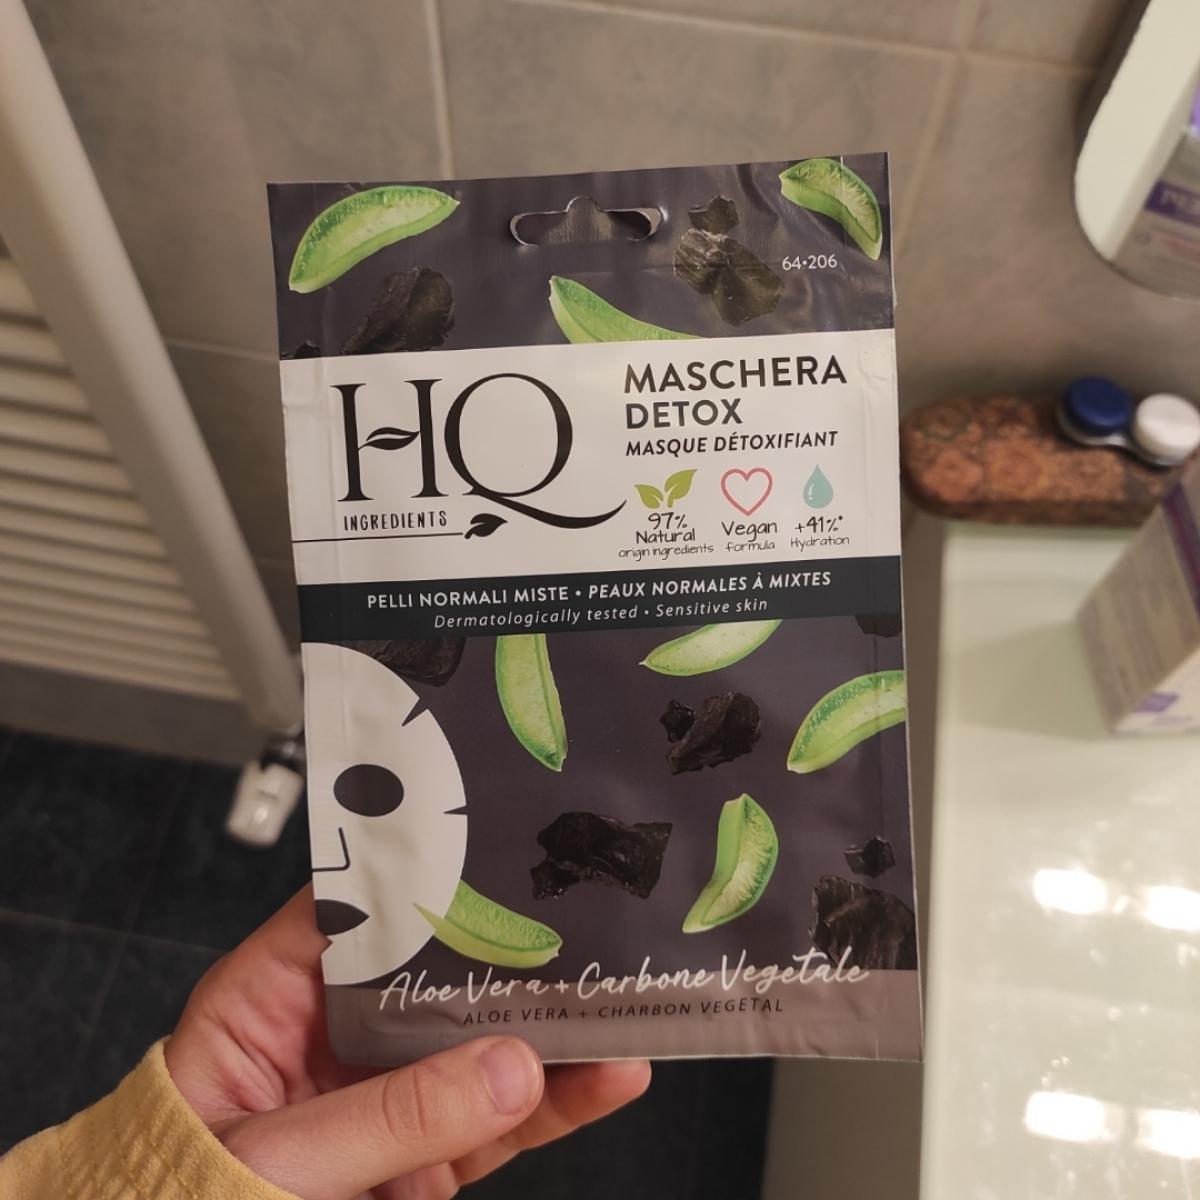 64•206
HQ
INGREDIENTS
MASCHERA
DETOX
MASQUE DÉTOXIFIANT
97%
Natural
origin ingredients
Vegan
formula
+41%*
Hydration
PELLI NORMALI MISTE • PEAUX NORMALES À MIXTES
Dermatologically tested • Sensitive skin
Aloe Vera + Carbone Vegetale
ALOE VERA + CHARBON VÉGÉTAL